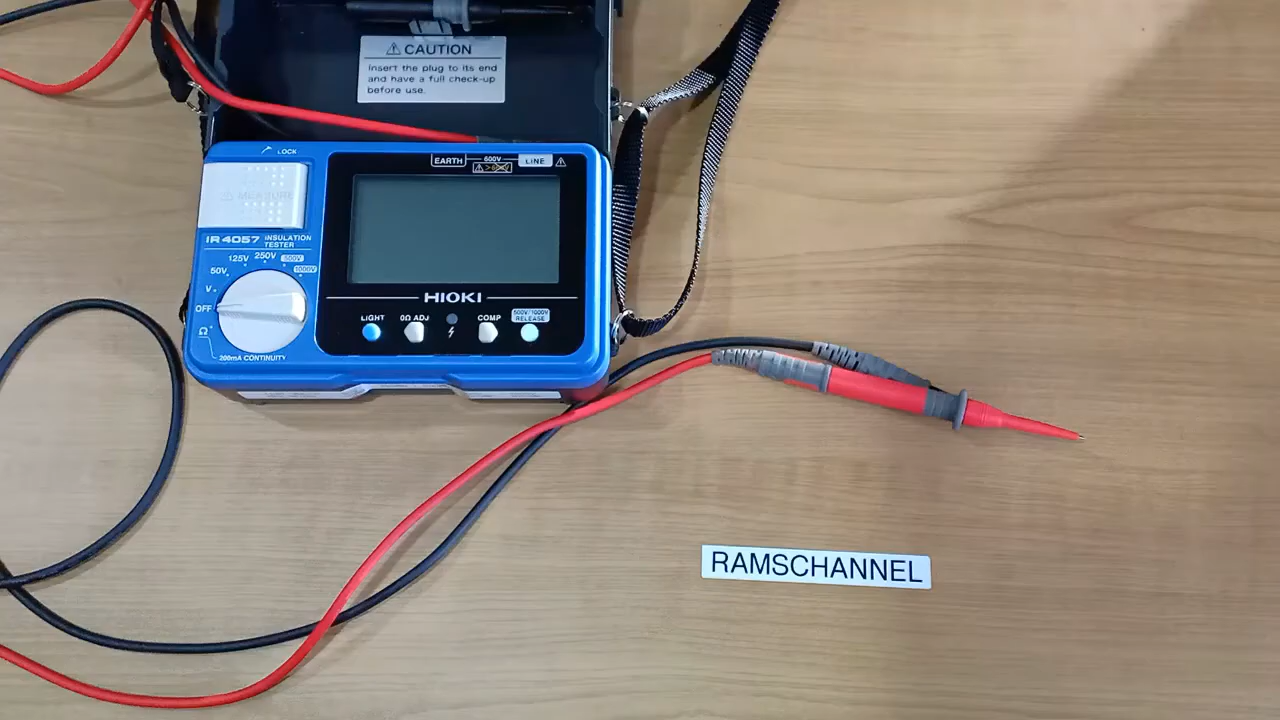 CAUTION
Insert the plug to its end
and have a full check-up
before use.
LOCK
EARTH 600V LINE
>600V
MEASURE
IR4057 INSULATION
TESTER
50V 125V 250V 500V 1000V
V
OFF
Ω
200mA CONTINUITY
HIOKI
LIGHT 0Ω ADJ COMP 500V/1000V
RELEASE
RAMSCHANNEL